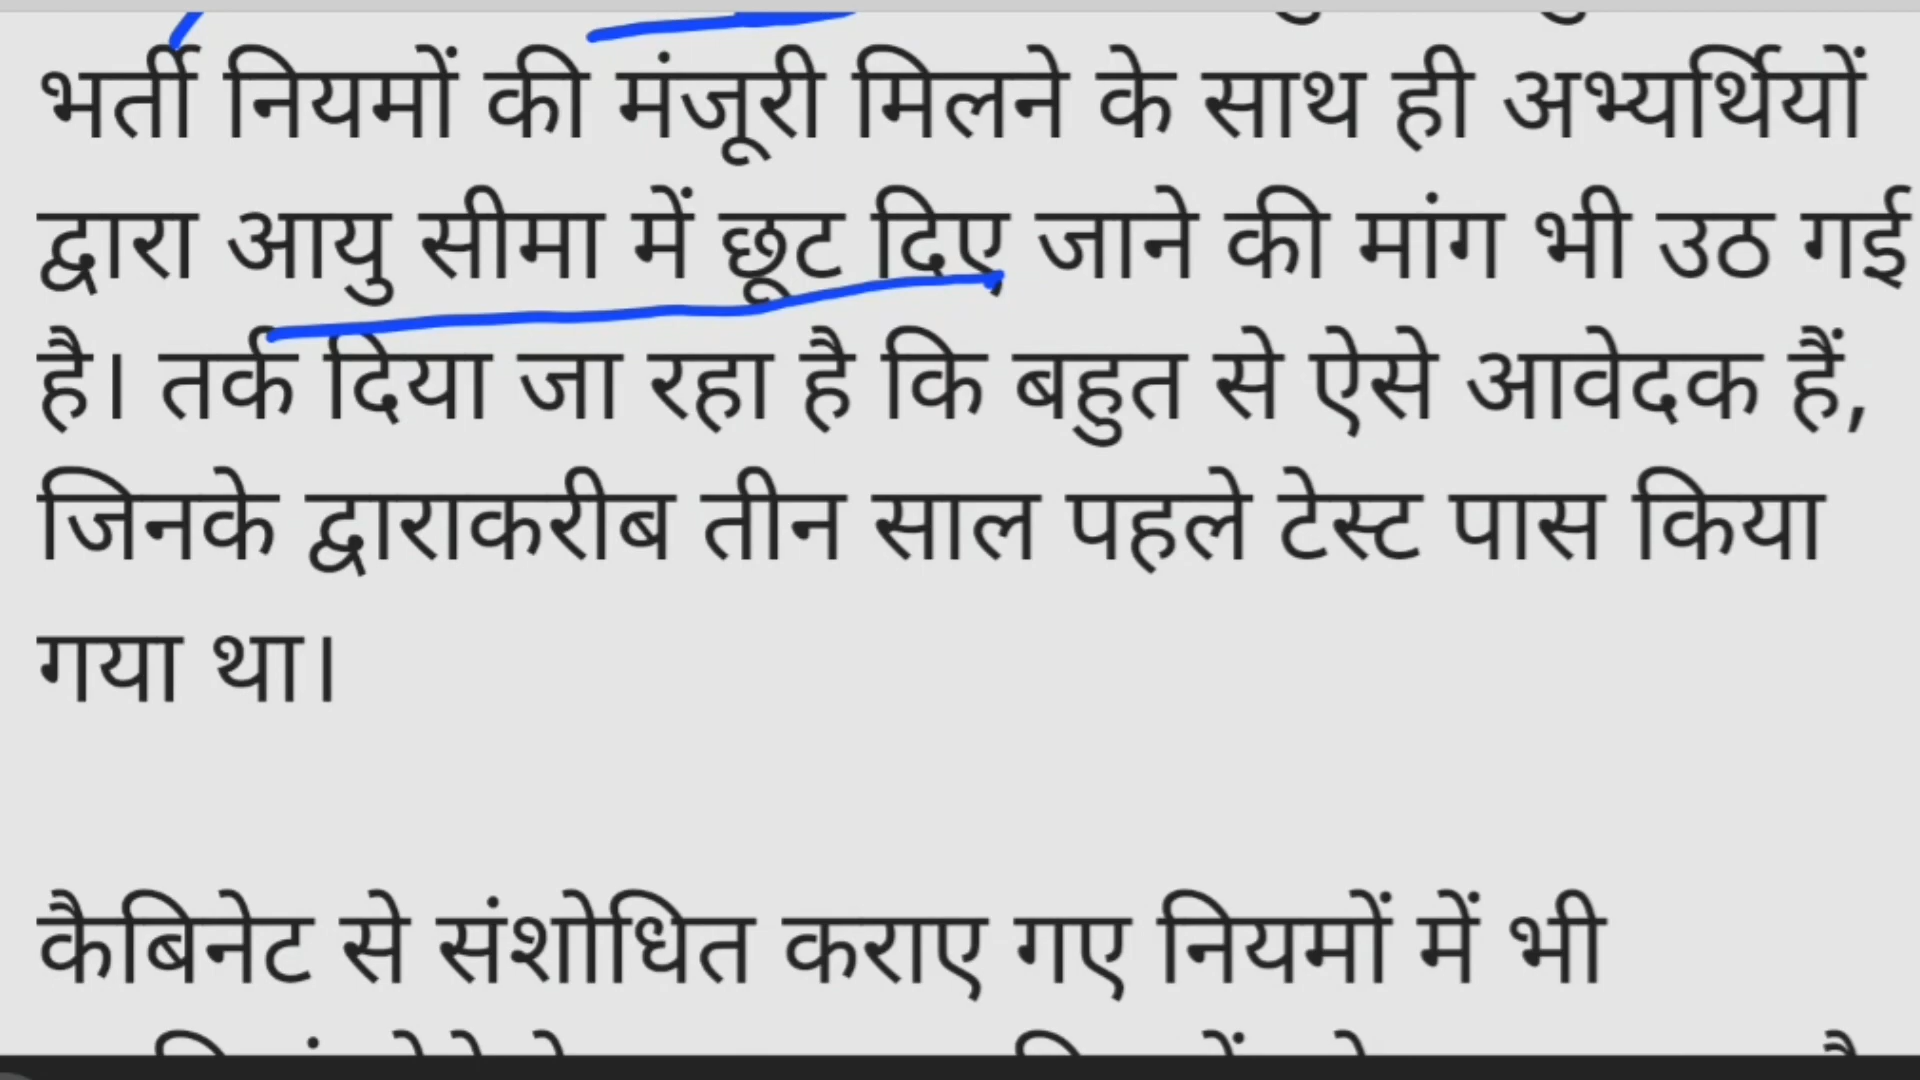 भर्ती नियमों की मंजूरी मिलने के साथ ही अभ्यर्थियों
द्वारा आयु सीमा में छूट दिए जाने की मांग भी उठ गई
है। तर्क दिया जा रहा है कि बहुत से ऐसे आवेदक हैं,
जिनके द्वाराकरीब तीन साल पहले टेस्ट पास किया
गया था।
कैबिनेट से संशोधित कराए गए नियमों में भी